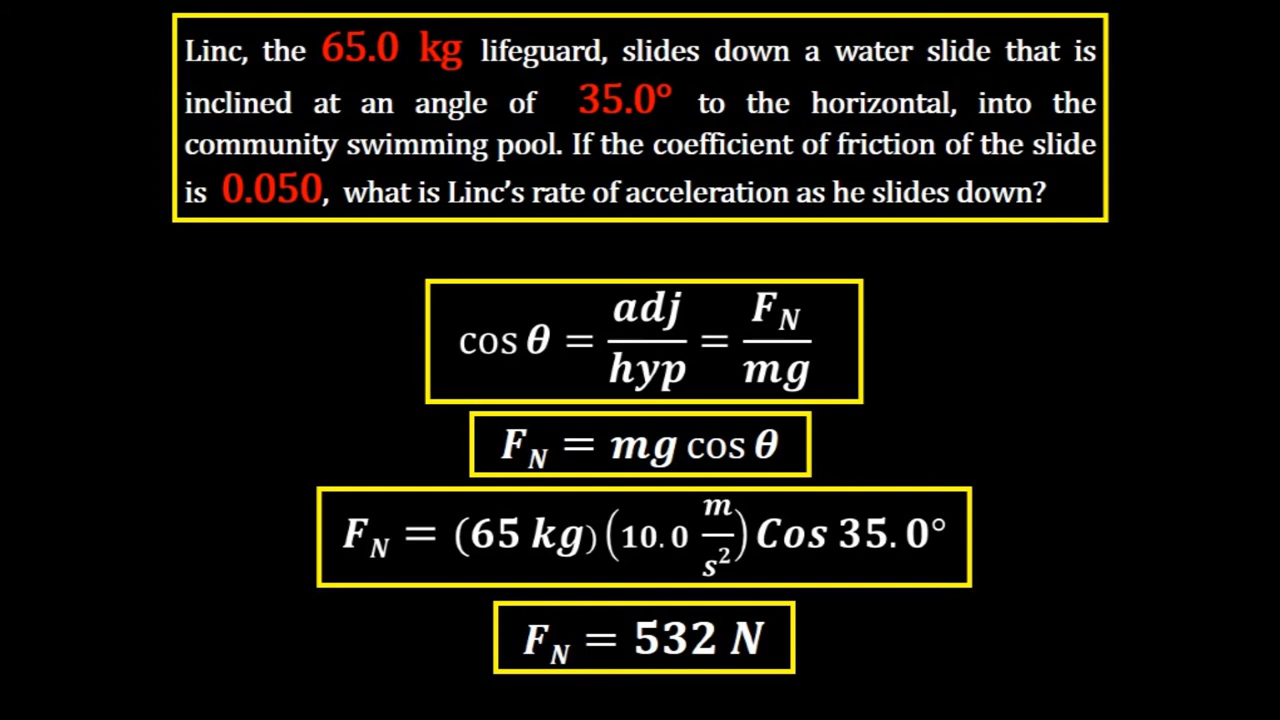 Linc, the 65.0 kg lifeguard, slides down a water slide that is
inclined at an angle of 35.0° to the horizontal, into the
community swimming pool. If the coefficient of friction of the slide
is 0.050, what is Linc’s rate of acceleration as he slides down?
cos θ = adj/hyp = F_N/mg
F_N = mg cos θ
F_N = (65 kg)(10.0 m/s²) Cos 35.0°
F_N = 532 N